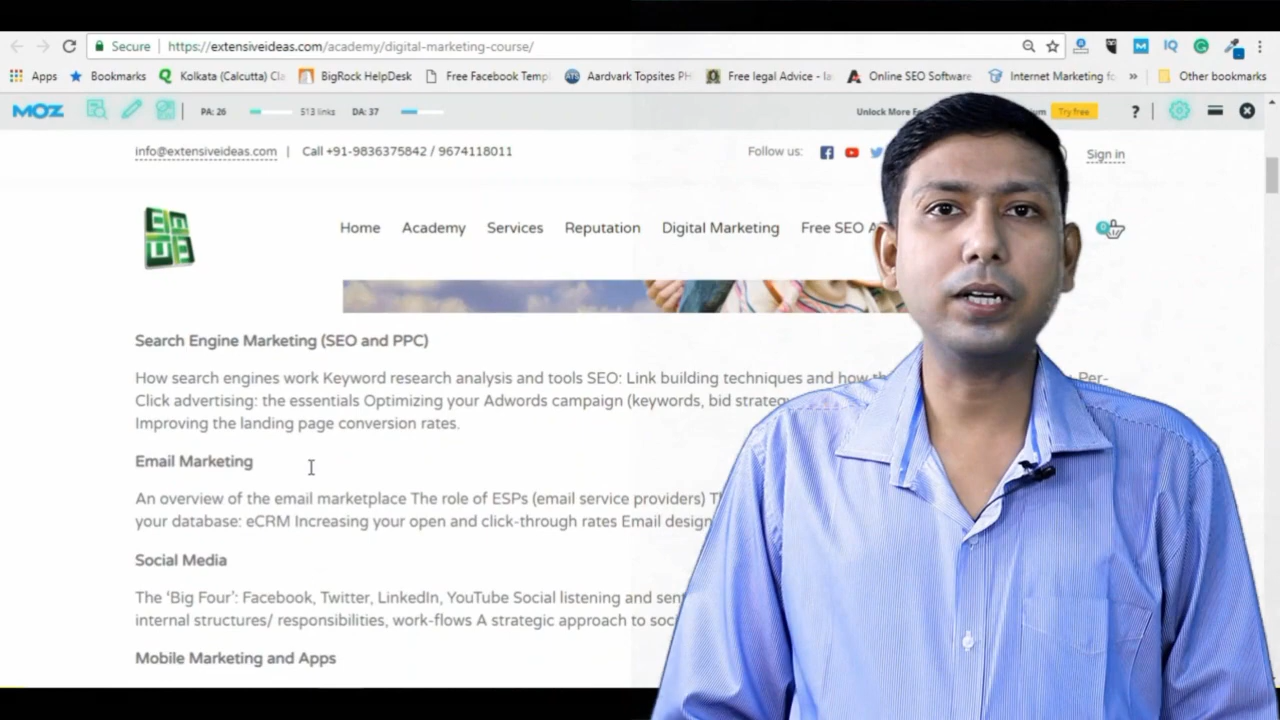 Secure | https://extensiveideas.com/academy/digital-marketing-course/
Apps Bookmarks Kolkata (Calcutta) Cla BigRock HelpDesk Free Facebook Templ Aardvark Topsites PH Free legal Advice - la Online SEO Software Internet Marketing fo » Other bookmarks
MOZ PA: 26 513 links DA: 37 Unlock More Try free ?
info@extensiveideas.com | Call +91-9836375842 / 9674118011 Follow us: Sign in
Home Academy Services Reputation Digital Marketing Free SEO A 0
Search Engine Marketing (SEO and PPC)
How search engines work Keyword research analysis and tools SEO: Link building techniques and how Per-
Click advertising: the essentials Optimizing your Adwords campaign (keywords, bid strateg
Improving the landing page conversion rates.
Email Marketing
An overview of the email marketplace The role of ESPs (email service providers)
your database: eCRM Increasing your open and click-through rates Email design
Social Media
The ‘Big Four’: Facebook, Twitter, LinkedIn, YouTube Social listening and
internal structures/ responsibilities, work-flows A strategic approach to
Mobile Marketing and Apps